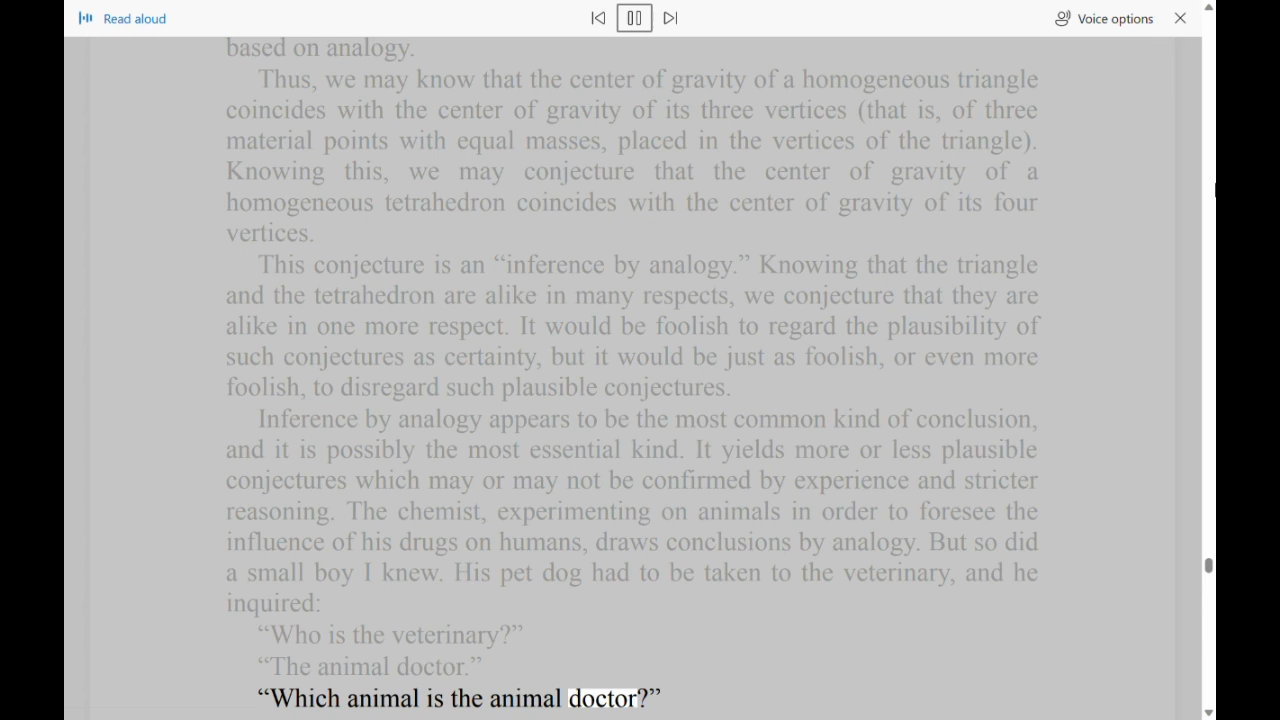 Read aloud
Voice options
based on analogy.
Thus, we may know that the center of gravity of a homogeneous triangle
coincides with the center of gravity of its three vertices (that is, of three
material points with equal masses, placed in the vertices of the triangle).
Knowing this, we may conjecture that the center of gravity of a
homogeneous tetrahedron coincides with the center of gravity of its four
vertices.
This conjecture is an “inference by analogy.” Knowing that the triangle
and the tetrahedron are alike in many respects, we conjecture that they are
alike in one more respect. It would be foolish to regard the plausibility of
such conjectures as certainty, but it would be just as foolish, or even more
foolish, to disregard such plausible conjectures.
Inference by analogy appears to be the most common kind of conclusion,
and it is possibly the most essential kind. It yields more or less plausible
conjectures which may or may not be confirmed by experience and stricter
reasoning. The chemist, experimenting on animals in order to foresee the
influence of his drugs on humans, draws conclusions by analogy. But so did
a small boy I knew. His pet dog had to be taken to the veterinary, and he
inquired:
“Who is the veterinary?”
“The animal doctor.”
“Which animal is the animal doctor?”